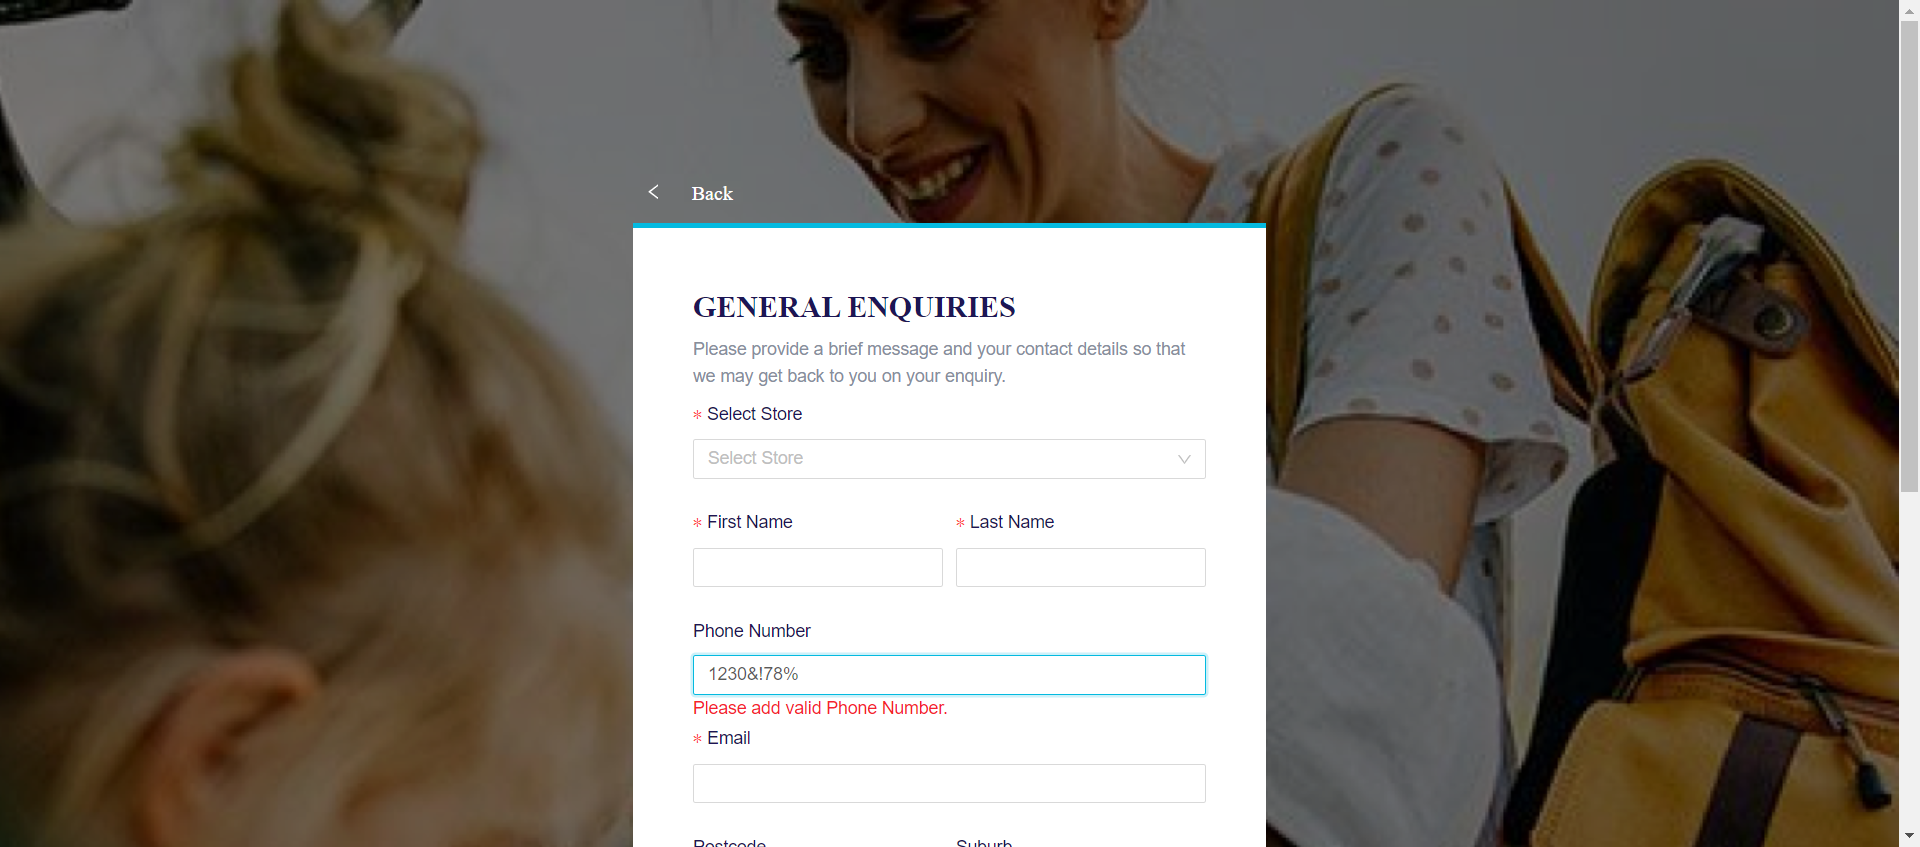 Back
GENERAL ENQUIRIES
Please provide a brief message and your contact details so that
we may get back to you on your enquiry.
* Select Store
Select Store
* First Name
* Last Name
Phone Number
1230&!78%
Please add valid Phone Number.
* Email
Postcode
Suburb